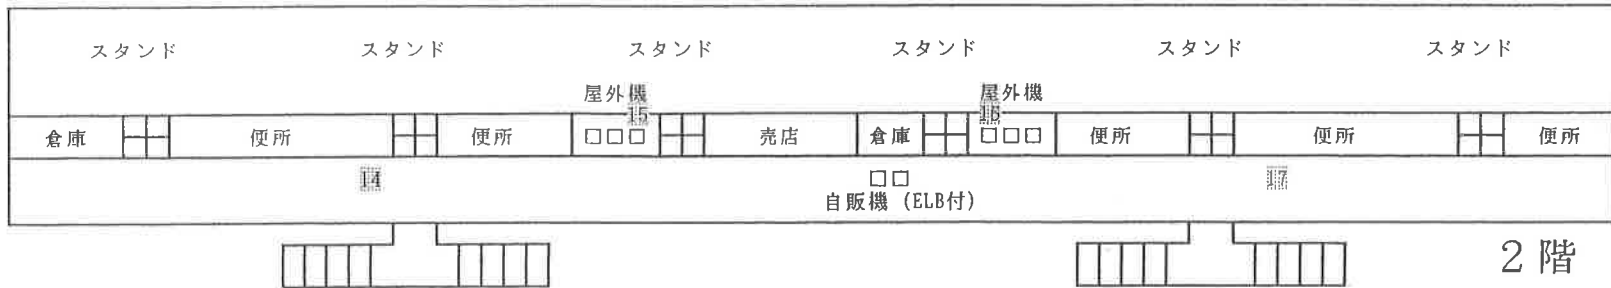 スタンド スタンド スタンド スタンド スタンド スタンド
屋外機 屋外機
15 16
倉庫 便所 便所 売店 倉庫 便所 便所 便所
14 17
自販機 (ELB付)
2階